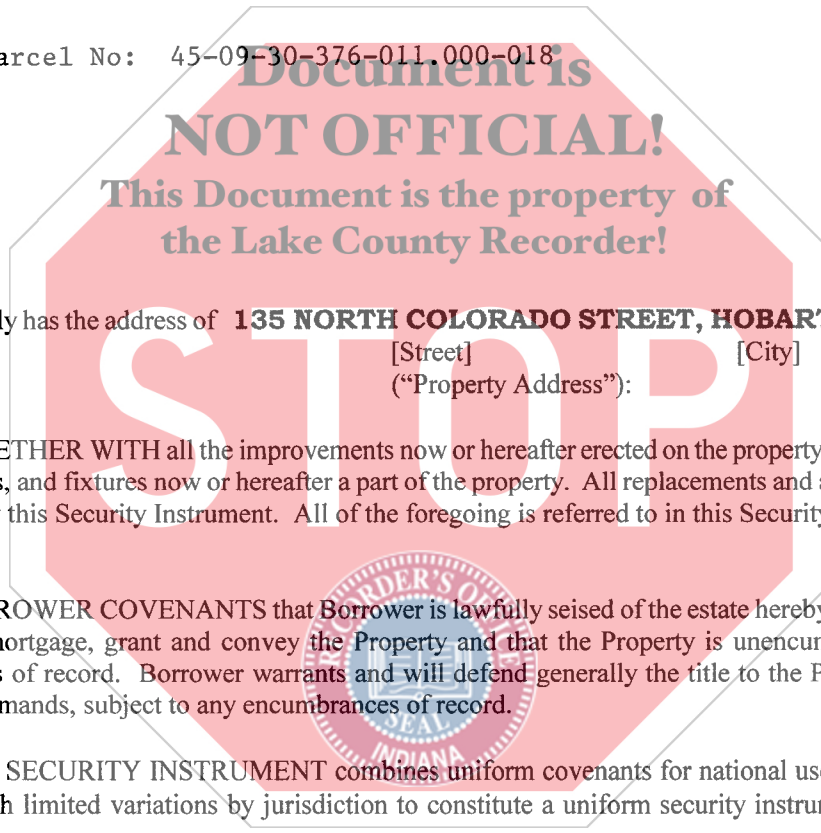 arcel No: 45-09-30-376-011.000-018
Document is
NOT OFFICIAL!
This Document is the property of
the Lake County Recorder!
ly has the address of 135 NORTH COLORADO STREET, HOBART
[Street] [City]
(“Property Address”):
STOP
ETHER WITH all the improvements now or hereafter erected on the property
s, and fixtures now or hereafter a part of the property. All replacements and a
y this Security Instrument. All of the foregoing is referred to in this Security
ROWER COVENANTS that Borrower is lawfully seised of the estate hereby
mortgage, grant and convey the Property and that the Property is unencum
s of record. Borrower warrants and will defend generally the title to the P
mands, subject to any encumbrances of record.
RECORDER'S OFFICE
SEAL
INDIANA
SECURITY INSTRUMENT combines uniform covenants for national us
h limited variations by jurisdiction to constitute a uniform security instrum